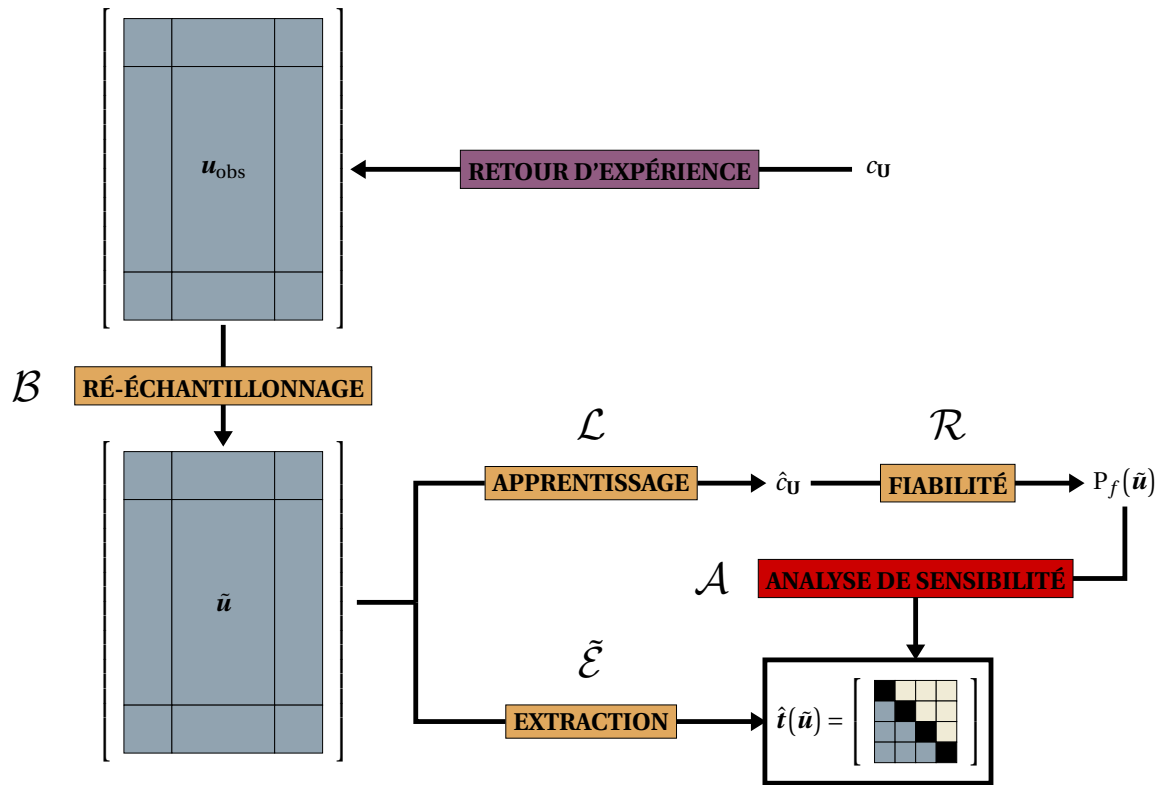 u_obs
RETOUR D'EXPÉRIENCE
c_U
B
RÉ-ÉCHANTILLONNAGE
L
R
APPRENTISSAGE
ĉ_U
FIABILITÉ
P_f(ũ)
A
ANALYSE DE SENSIBILITÉ
ũ
Ẽ
EXTRACTION
t̂(ũ) =